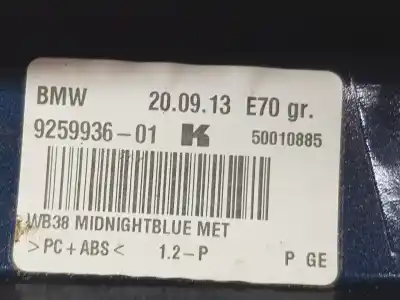 BMW 20.09.13 E70 gr.
9259936-01 K 50010885
WB38 MIDNIGHTBLUE MET
>PC+ABS< 1.2-P P GE